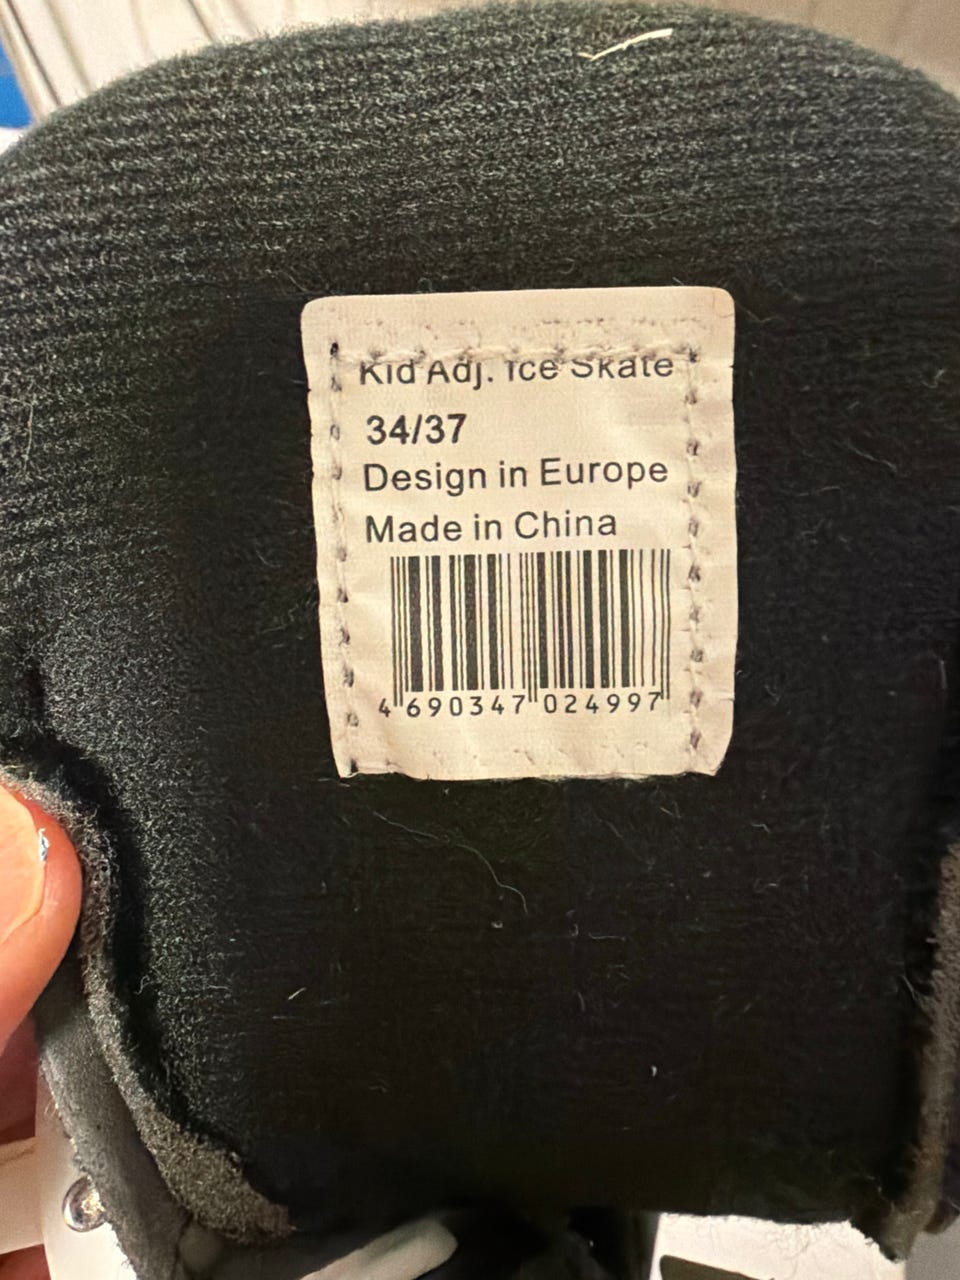 Kid Adj. Ice Skate
34/37
Design in Europe
Made in China
4 690347 024997